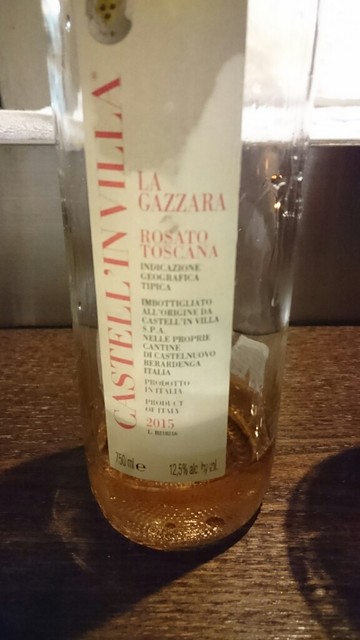 CASTELL'IN VILLA
LA
GAZZARA
ROSATO
TOSCANA
INDICAZIONE
GEOGRAFICA
TIPICA
IMBOTTIGLIATO
ALL'ORIGINE DA
CASTELL'IN VILLA
S.P.A.
NELLE PROPRIE
CANTINE
DI CASTELNUOVO
BERARDENGA
ITALIA
PRODOTTO
IN ITALIA
PRODUCT
OF ITALY
2015
750 ml e 12,5% alc by vol